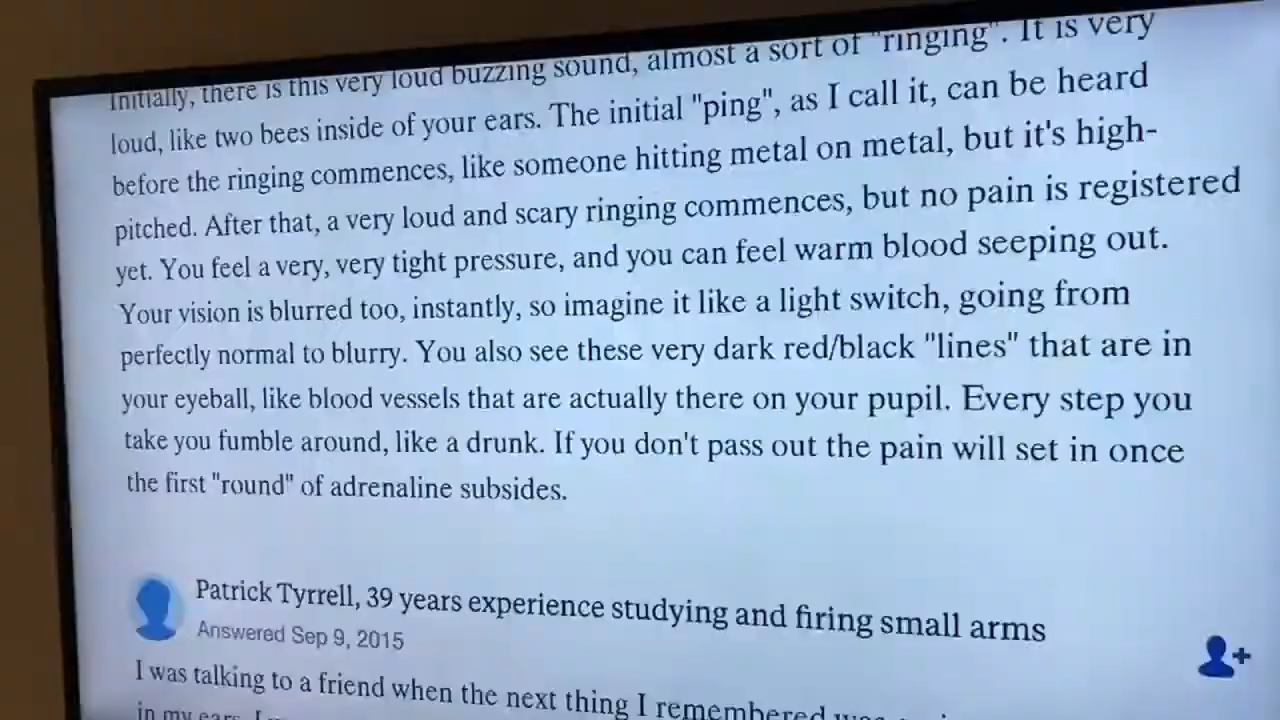 Initially, there is this very loud buzzing sound, almost a sort of "ringing". It is very
loud, like two bees inside of your ears. The initial "ping", as I call it, can be heard
before the ringing commences, like someone hitting metal on metal, but it's high-
pitched. After that, a very loud and scary ringing commences, but no pain is registered
yet. You feel a very, very tight pressure, and you can feel warm blood seeping out.
Your vision is blurred too, instantly, so imagine it like a light switch, going from
perfectly normal to blurry. You also see these very dark red/black "lines" that are in
your eyeball, like blood vessels that are actually there on your pupil. Every step you
take you fumble around, like a drunk. If you don't pass out the pain will set in once
the first "round" of adrenaline subsides.
Patrick Tyrrell, 39 years experience studying and firing small arms
Answered Sep 9, 2015
I was talking to a friend when the next thing I remembered was
in my ears. I